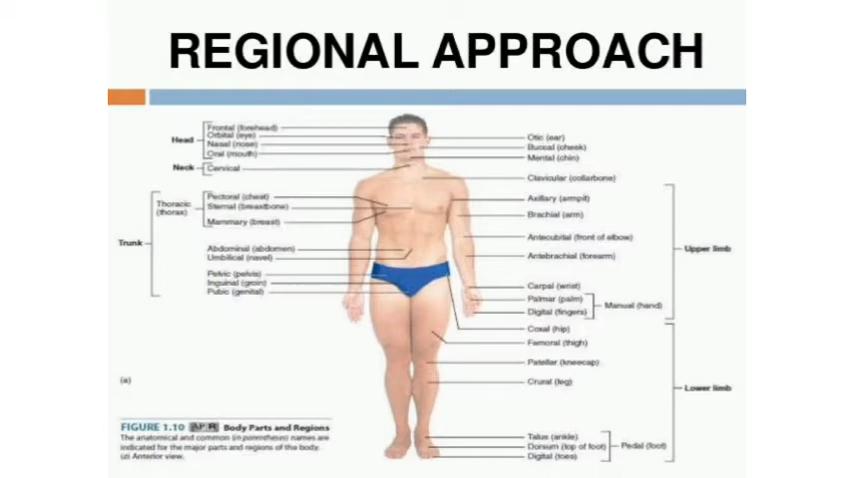 REGIONAL APPROACH
Head
Frontal (forehead)
Orbital (eye)
Nasal (nose)
Oral (mouth)
Neck
Cervical
Trunk
Thoracic
(thorax)
Pectoral (chest)
Sternal (breastbone)
Mammary (breast)
Abdominal (abdomen)
Umbilical (navel)
Pelvic (pelvis)
Inguinal (groin)
Pubic (genital)
Otic (ear)
Buccal (cheek)
Mental (chin)
Clavicular (collarbone)
Axillary (armpit)
Brachial (arm)
Antecubital (front of elbow)
Antebrachial (forearm)
Carpal (wrist)
Palmar (palm)
Digital (fingers)
Manual (hand)
Upper limb
Coxal (hip)
Femoral (thigh)
Patellar (kneecap)
Crural (leg)
Talus (ankle)
Dorsum (top of foot)
Digital (toes)
Pedal (foot)
Lower limb
(a)
FIGURE 1.10 AP|R Body Parts and Regions
The anatomical and common (in parentheses) names are
indicated for the major parts and regions of the body.
(a) Anterior view.